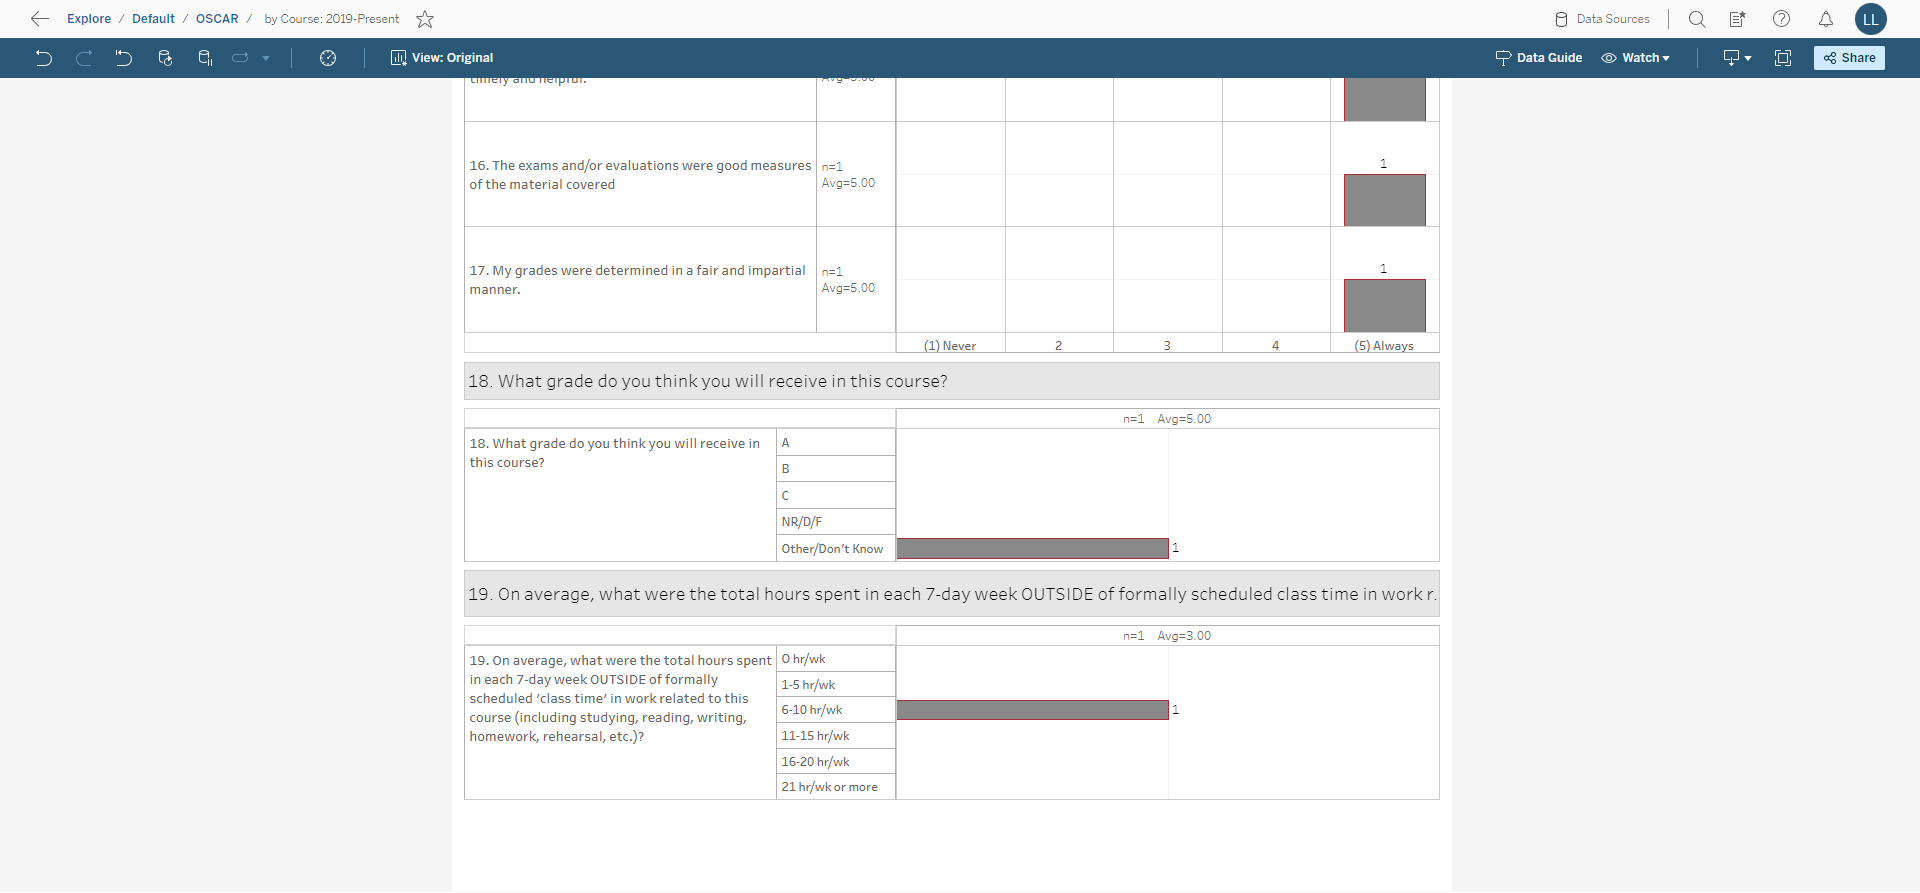 Explore / Default / OSCAR / by Course: 2019-Present
Data Sources
LL
View: Original
Data Guide
Watch
Share
timely and helpful.
Avg=5.00
16. The exams and/or evaluations were good measures
of the material covered
n=1
Avg=5.00
1
17. My grades were determined in a fair and impartial
manner.
n=1
Avg=5.00
1
(1) Never 2 3 4 (5) Always
18. What grade do you think you will receive in this course?
n=1 Avg=5.00
18. What grade do you think you will receive in
this course?
A
B
C
NR/D/F
Other/Don't Know
1
19. On average, what were the total hours spent in each 7-day week OUTSIDE of formally scheduled class time in work r.
n=1 Avg=3.00
19. On average, what were the total hours spent
in each 7-day week OUTSIDE of formally
scheduled 'class time' in work related to this
course (including studying, reading, writing,
homework, rehearsal, etc.)?
0 hr/wk
1-5 hr/wk
6-10 hr/wk
1
11-15 hr/wk
16-20 hr/wk
21 hr/wk or more